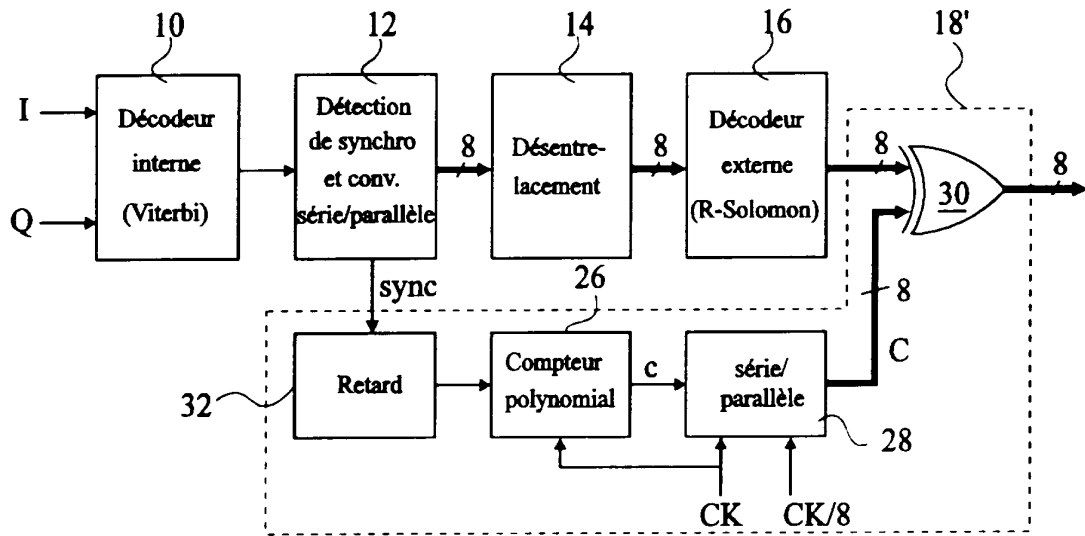 10
12
14
16
18'
I
Q
Décodeur
interne
(Viterbi)
Détection
de synchro
et conv.
série/parallèle
8
Désentre-
lacement
8
Décodeur
externe
(R-Solomon)
8
30
8
sync
26
8
C
32
Retard
Compteur
polynomial
c
série/
parallèle
28
CK
CK/8